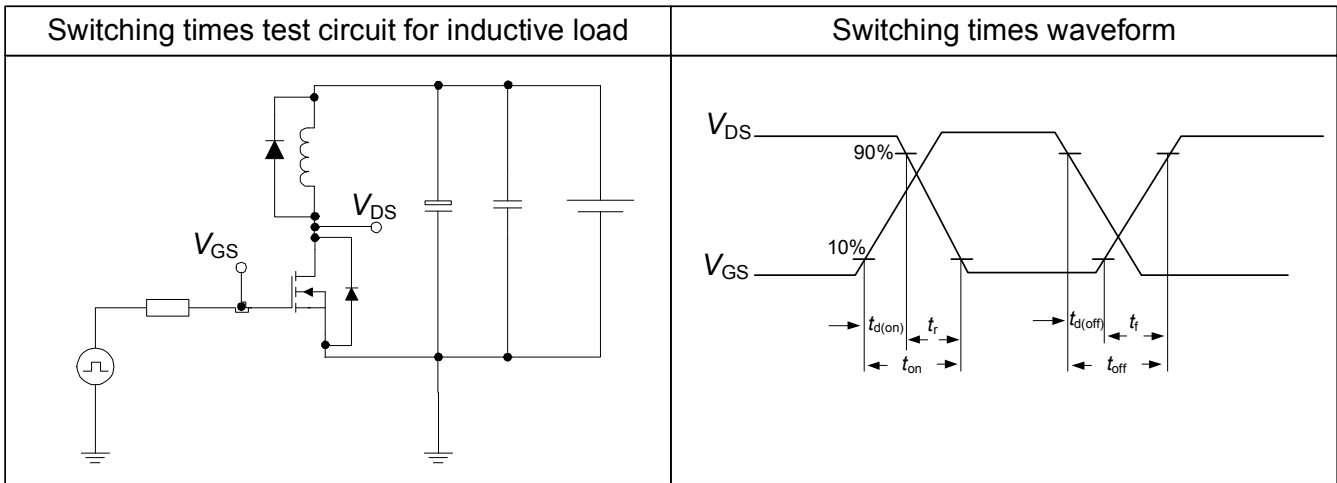 Switching times test circuit for inductive load
Switching times waveform
VDS
VGS
VDS
90%
10%
VGS
td(on)
tr
td(off)
tf
ton
toff